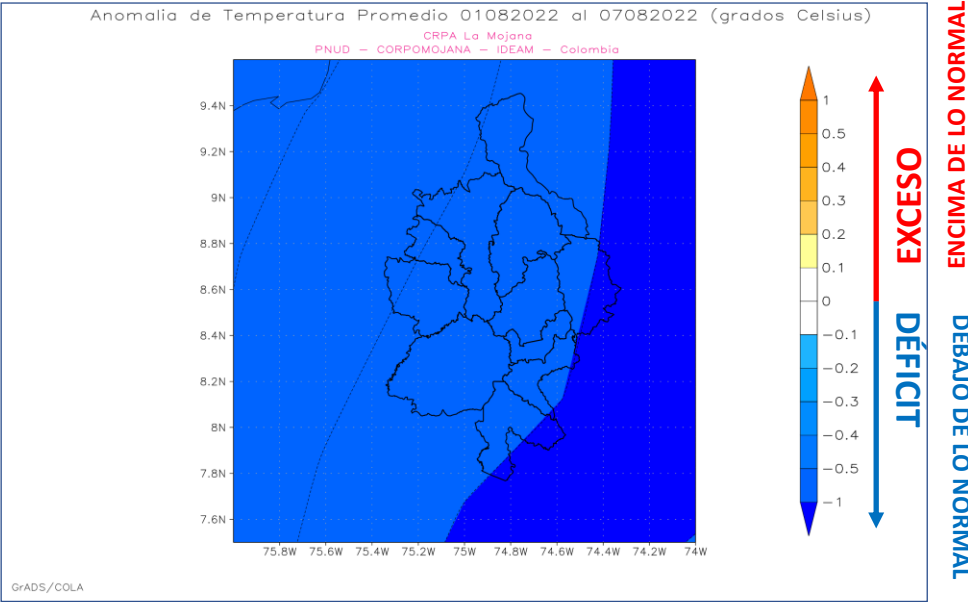 Anomalia de Temperatura Promedio 01082022 al 07082022 (grados Celsius)
CRPA La Mojana
PNUD – CORPOMOJANA – IDEAM – Colombia
9.4N
9.2N
9N
8.8N
8.6N
8.4N
8.2N
8N
7.8N
7.6N
75.8W 75.6W 75.4W 75.2W 75W 74.8W 74.6W 74.4W 74.2W 74W
1
0.5
0.4
0.3
0.2
0.1
0
−0.1
−0.2
−0.3
−0.4
−0.5
−1
EXCESO
DÉFICIT
ENCIMA DE LO NORMAL
DEBAJO DE LO NORMAL
GrADS/COLA